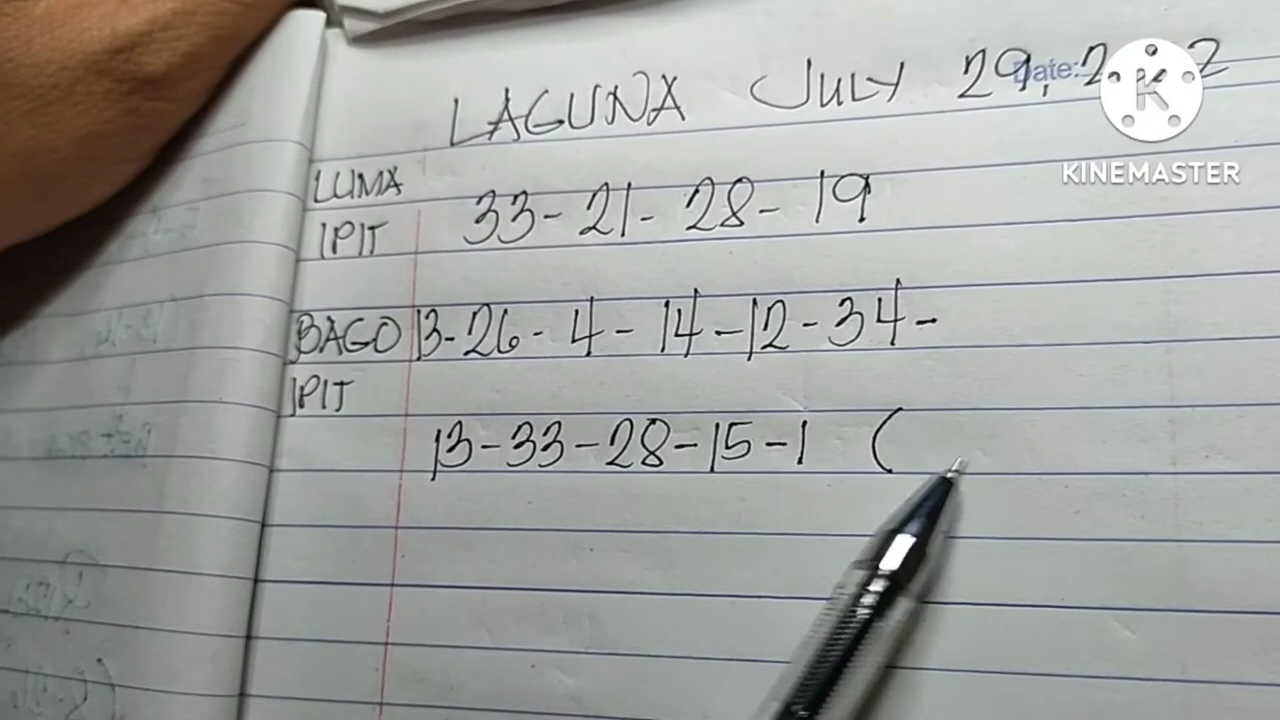 LAGUNA JULY 29, 2
Date:
K
KINEMASTER
LUMA
IPIT 33-21-28-19
BAGO 13-26-4-14-12-34-
IPIT
13-33-28-15-1 (